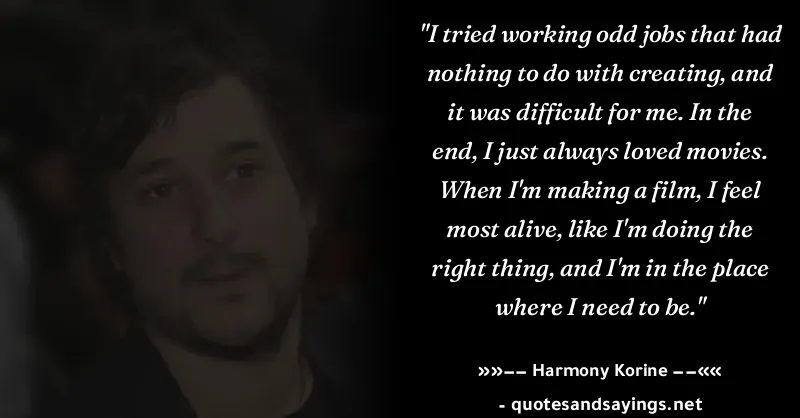 "I tried working odd jobs that had
nothing to do with creating, and
it was difficult for me. In the
end, I just always loved movies.
When I'm making a film, I feel
most alive, like I'm doing the
right thing, and I'm in the place
where I need to be."
»»−− Harmony Korine −−««
- quotesandsayings.net